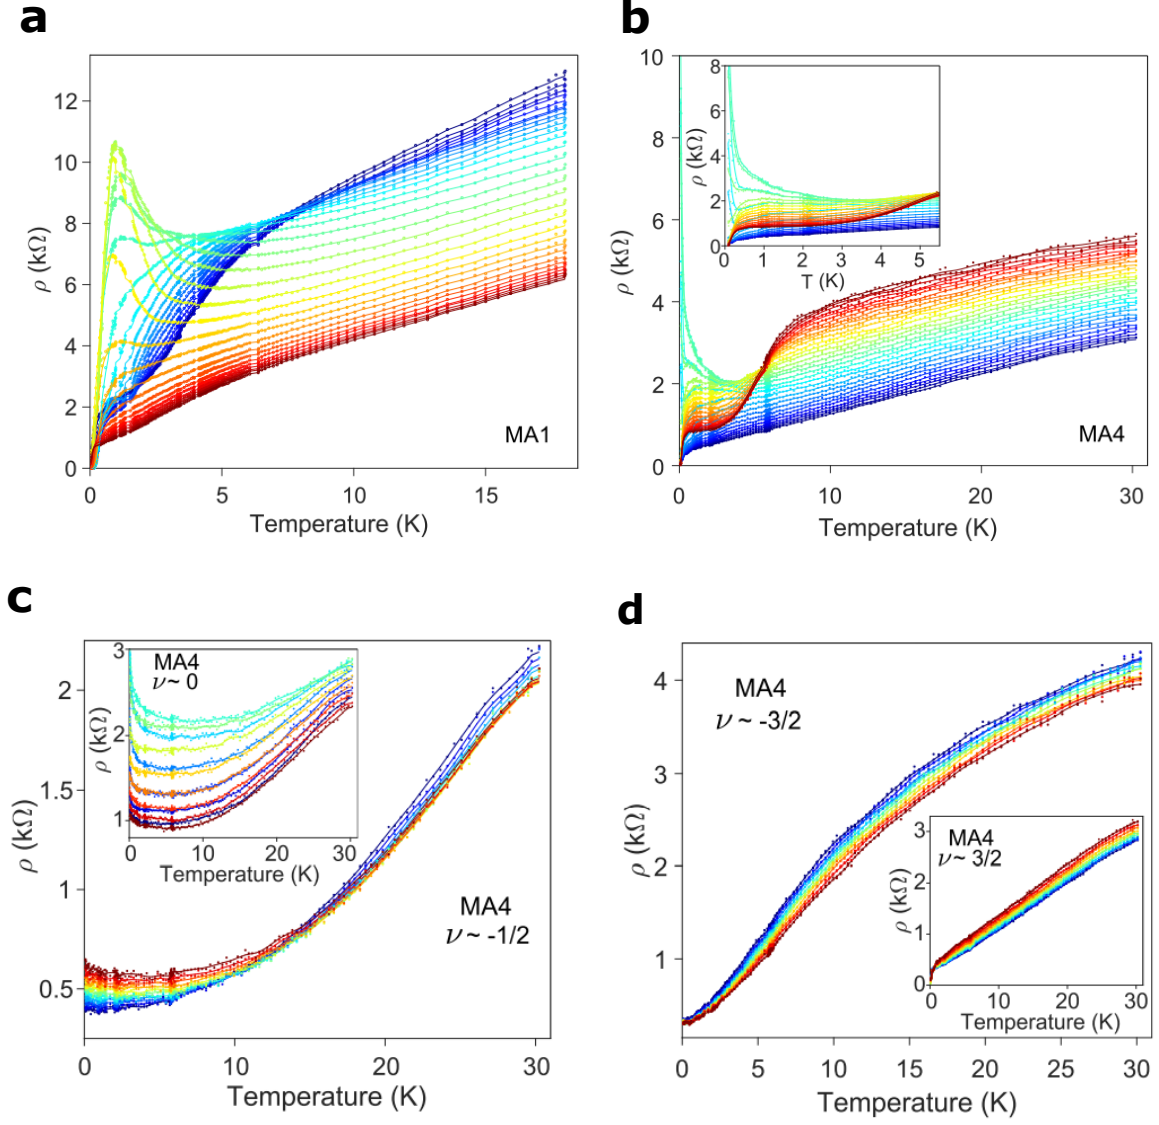 a
12
10
8
6
4
2
0
ρ (kΩ)
MA1
0 5 10 15
Temperature (K)
b
10
8
6
4
2
0
ρ (kΩ)
8
6
4
2
0
ρ (kΩ)
0 1 2 3 4 5
T (K)
MA4
0 10 20 30
Temperature (K)
c
2
1.5
1
0.5
ρ (kΩ)
3
2
1
ρ (kΩ)
MA4
ν ~ 0
0 10 20 30
Temperature (K)
MA4
ν ~ -1/2
0 10 20 30
Temperature (K)
d
4
3
2
1
ρ (kΩ)
MA4
ν ~ -3/2
3
2
1
0
ρ (kΩ)
MA4
ν ~ 3/2
0 10 20 30
Temperature (K)
0 5 10 15 20 25 30
Temperature (K)